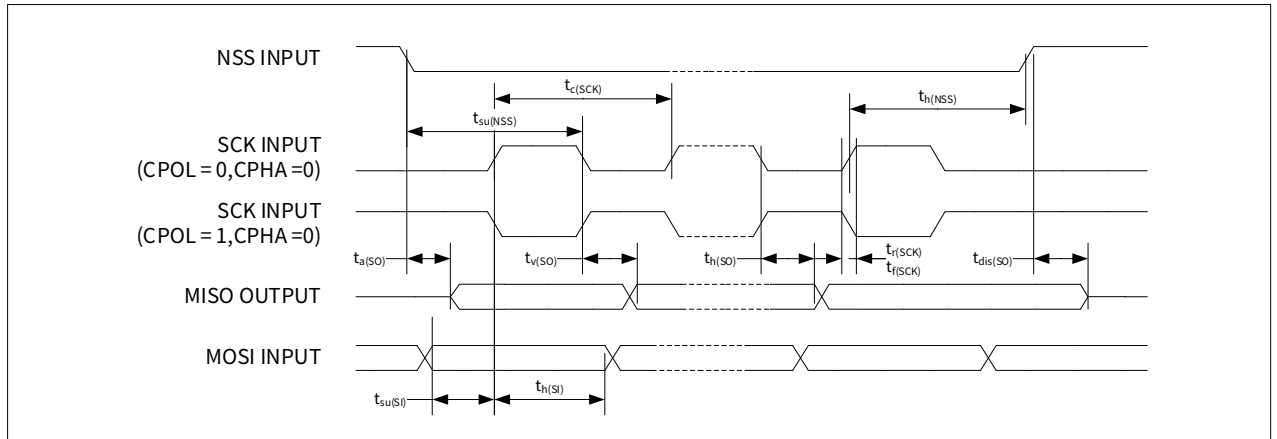 NSS INPUT
tc(SCK)
th(NSS)
tsu(NSS)
SCK INPUT
(CPOL = 0,CPHA =0)
SCK INPUT
(CPOL = 1,CPHA =0)
ta(SO)
tv(SO)
th(SO)
tr(SCK)
tf(SCK)
tdis(SO)
MISO OUTPUT
MOSI INPUT
tsu(SI)
th(SI)